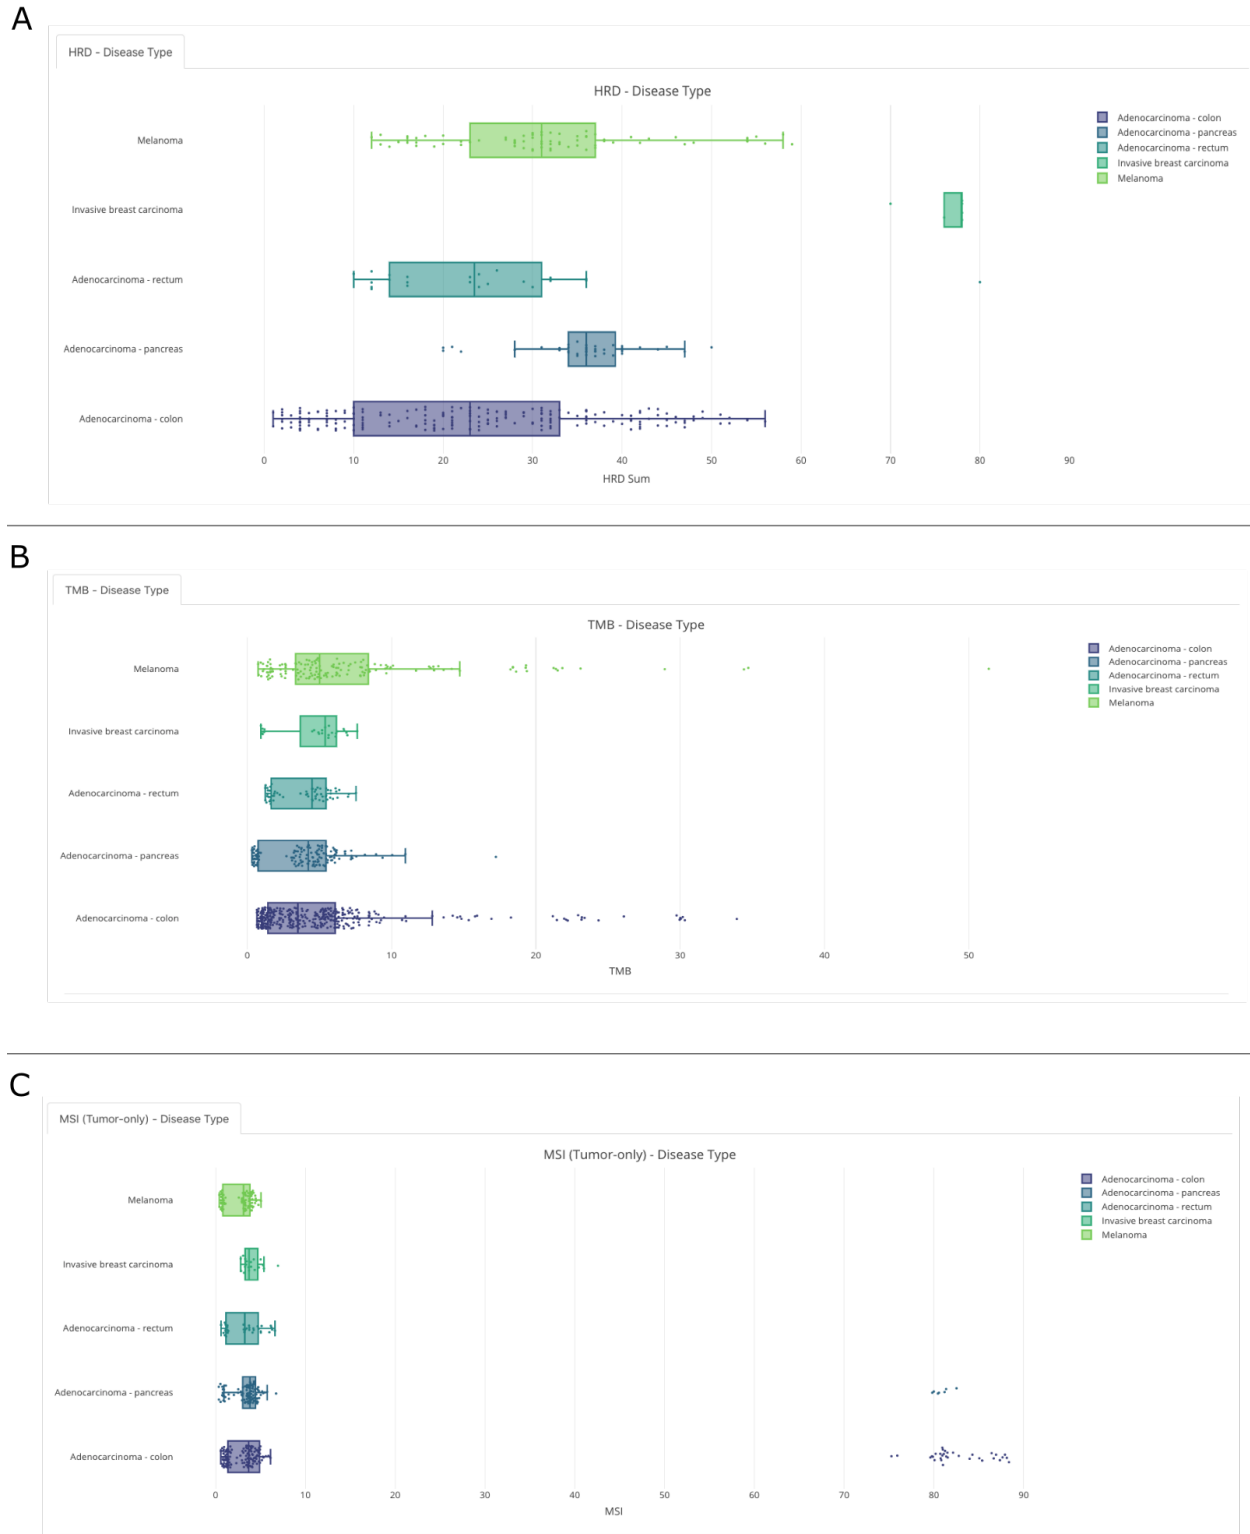 A
HRD - Disease Type
HRD - Disease Type
Adenocarcinoma - colon
Adenocarcinoma - pancreas
Adenocarcinoma - rectum
Invasive breast carcinoma
Melanoma
Melanoma
Invasive breast carcinoma
Adenocarcinoma - rectum
Adenocarcinoma - pancreas
Adenocarcinoma - colon
0 10 20 30 40 50 60 70 80 90
HRD Sum
B
TMB - Disease Type
TMB - Disease Type
Adenocarcinoma - colon
Adenocarcinoma - pancreas
Adenocarcinoma - rectum
Invasive breast carcinoma
Melanoma
Melanoma
Invasive breast carcinoma
Adenocarcinoma - rectum
Adenocarcinoma - pancreas
Adenocarcinoma - colon
0 10 20 30 40 50
TMB
C
MSI (Tumor-only) - Disease Type
MSI (Tumor-only) - Disease Type
Adenocarcinoma - colon
Adenocarcinoma - pancreas
Adenocarcinoma - rectum
Invasive breast carcinoma
Melanoma
Melanoma
Invasive breast carcinoma
Adenocarcinoma - rectum
Adenocarcinoma - pancreas
Adenocarcinoma - colon
0 10 20 30 40 50 60 70 80 90
MSI